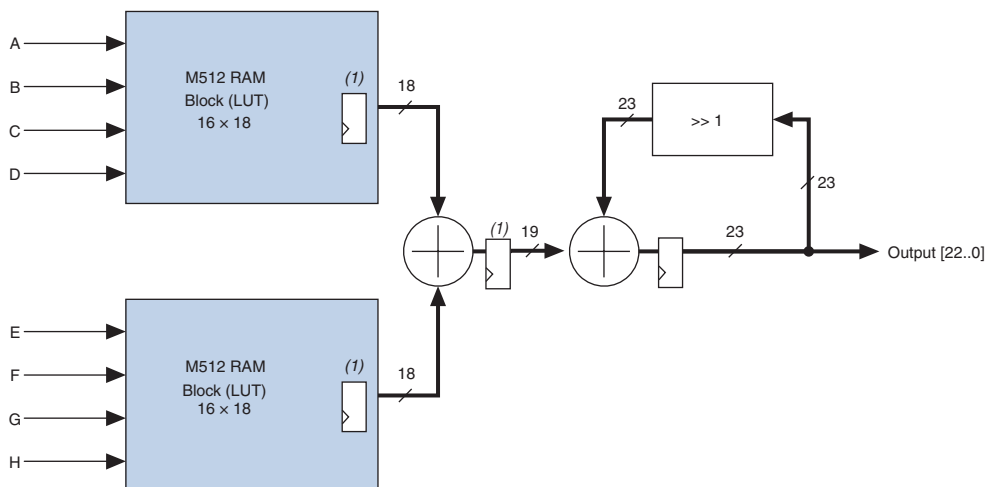 A
B
C
D
M512 RAM
Block (LUT)
16 × 18
(1)
18
23
>> 1
23
(1)
19
23
Output [22..0]
E
F
G
H
M512 RAM
Block (LUT)
16 × 18
(1)
18